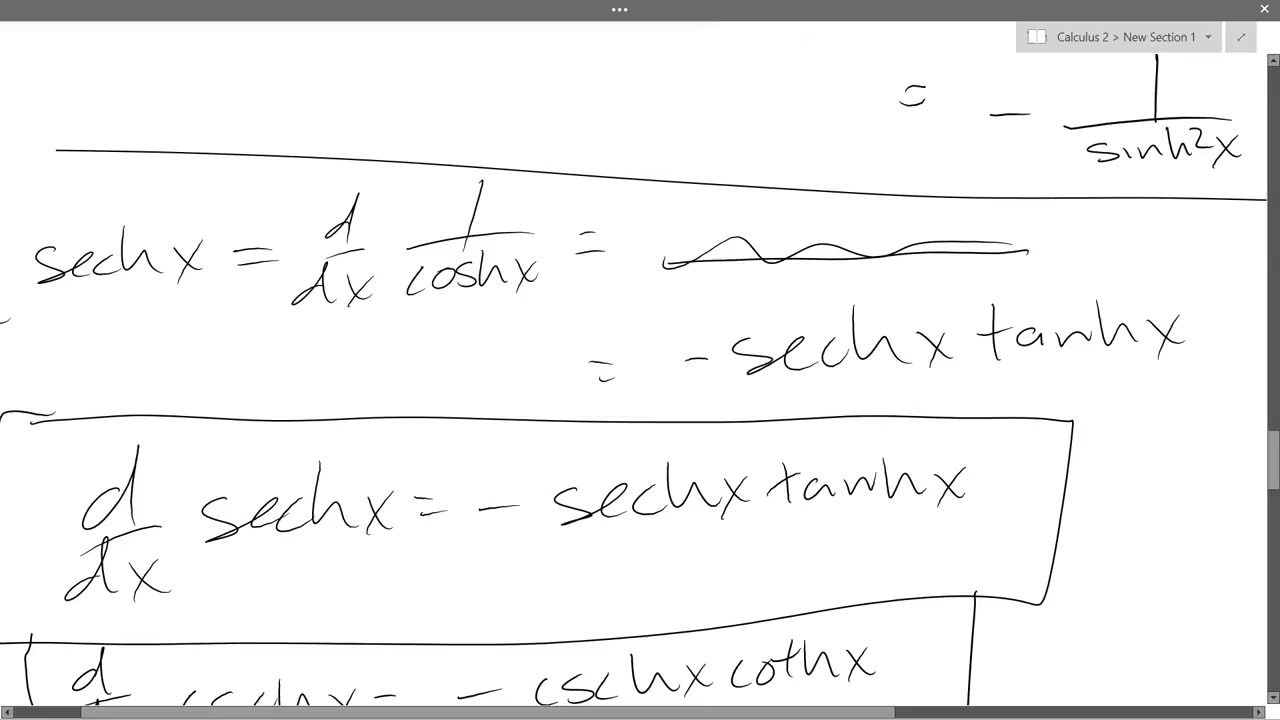 Calculus 2 > New Section 1
= - 1/sinh²x
sech x = d/dx 1/cosh x =
= - sech x tanh x
d/dx sech x = - sech x tanh x
d/ csch x = - csch x coth x